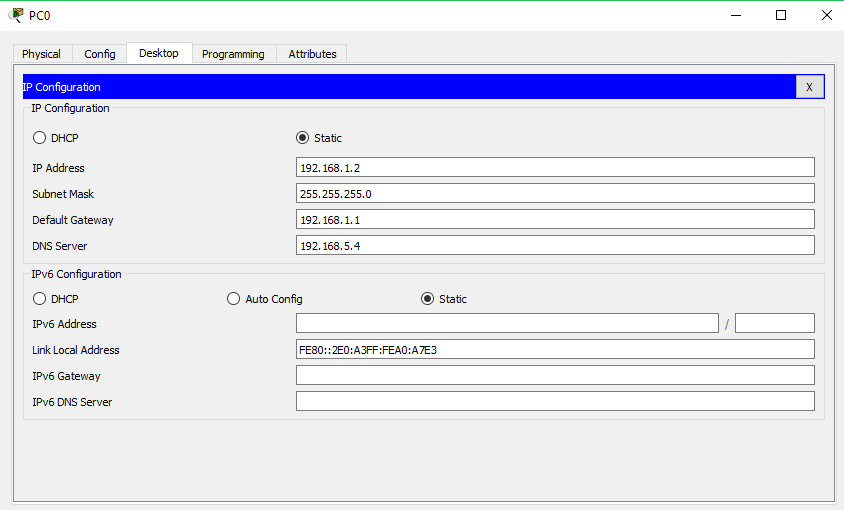 PC0
Physical Config Desktop Programming Attributes
IP Configuration X
IP Configuration
DHCP Static
IP Address 192.168.1.2
Subnet Mask 255.255.255.0
Default Gateway 192.168.1.1
DNS Server 192.168.5.4
IPv6 Configuration
DHCP Auto Config Static
IPv6 Address /
Link Local Address FE80::2E0:A3FF:FEA0:A7E3
IPv6 Gateway
IPv6 DNS Server